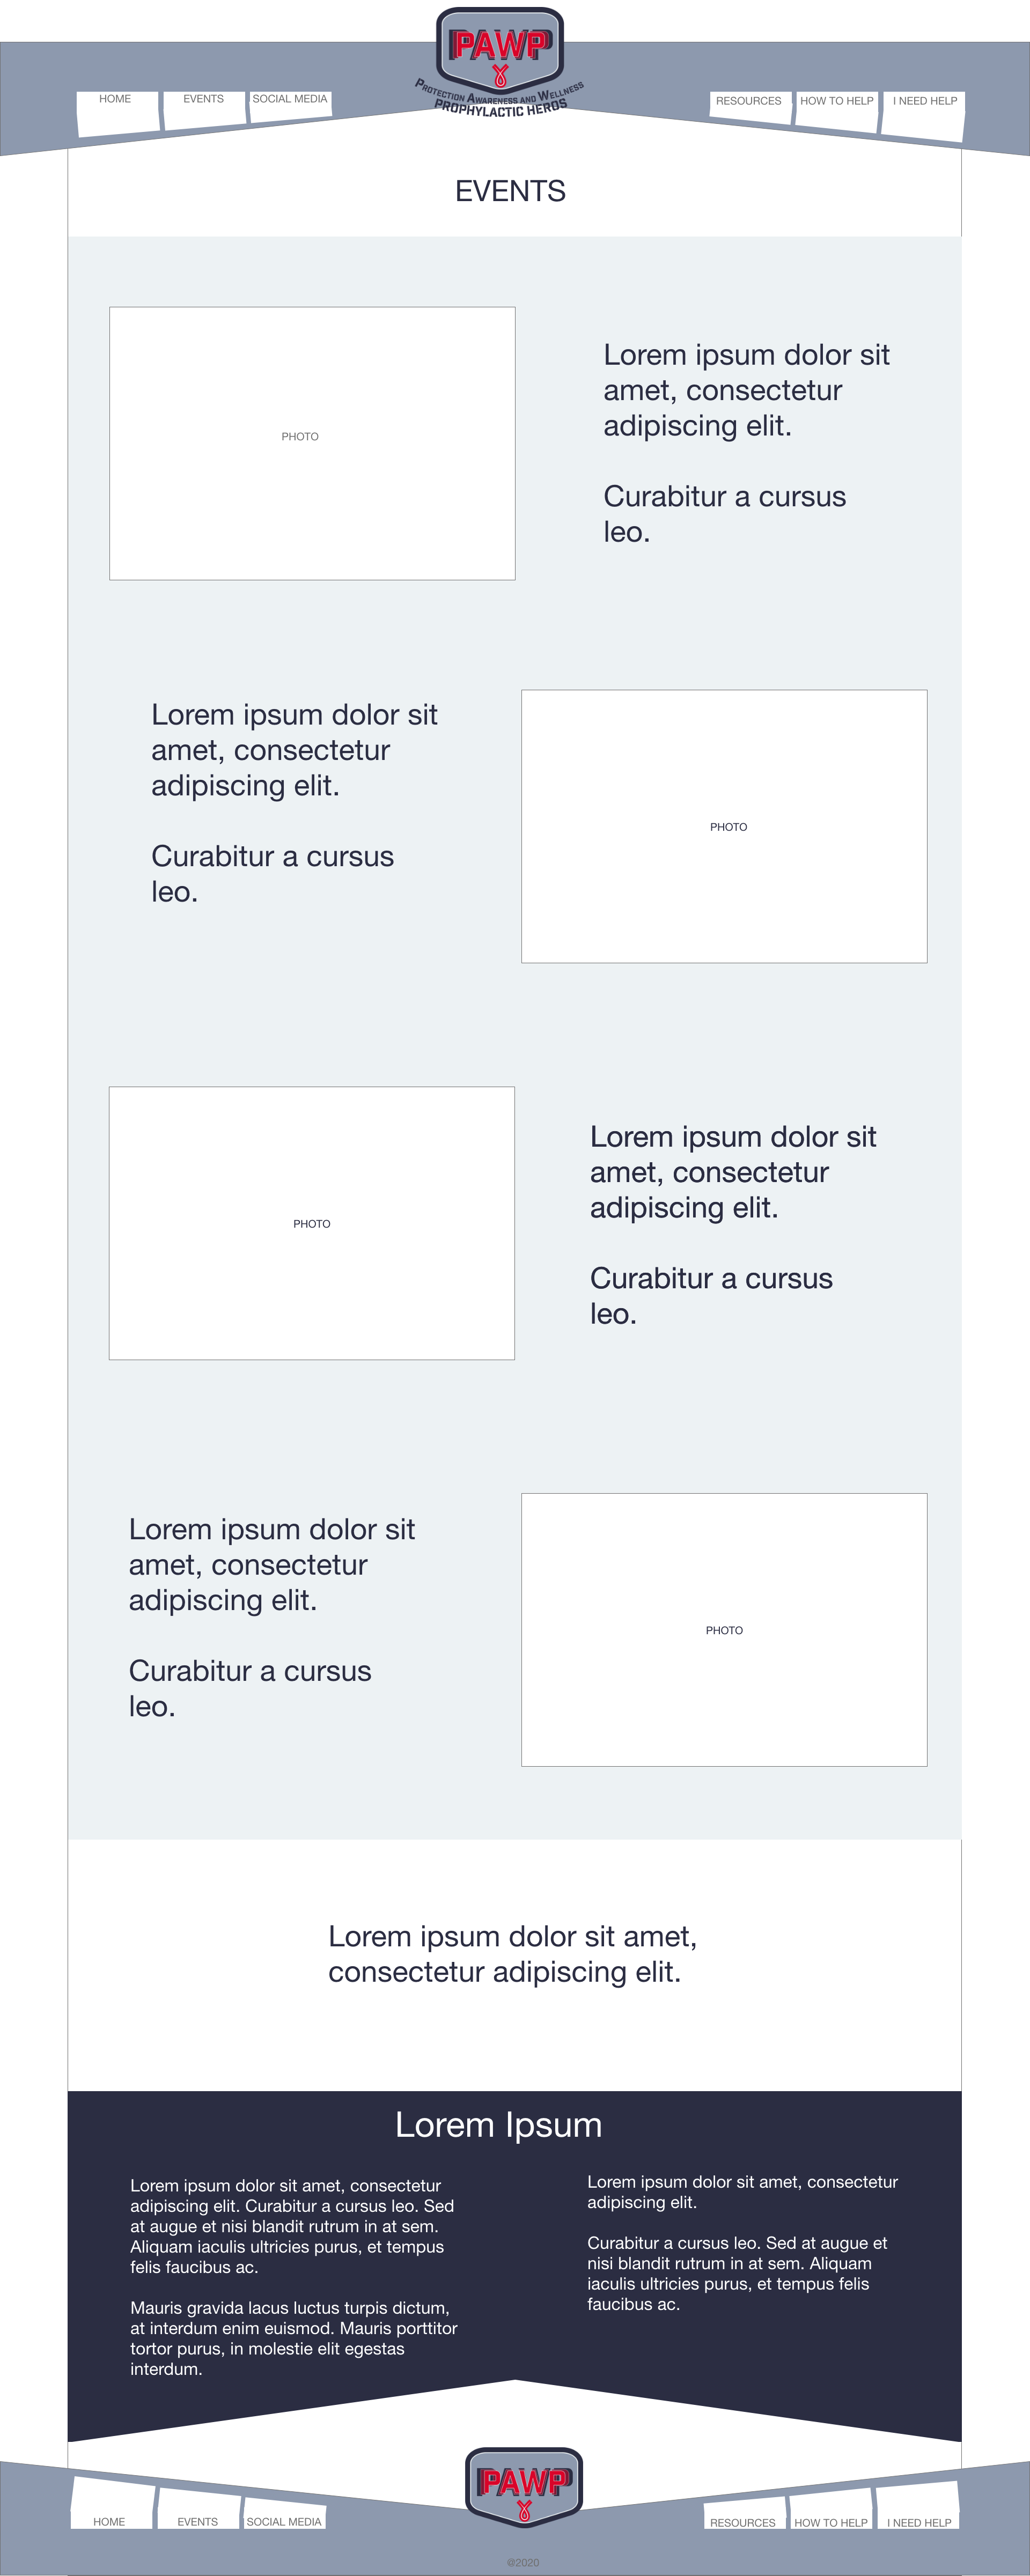 PAWP
Protection Awareness and Wellness
PROPHYLACTIC HEROS
HOME
EVENTS
SOCIAL MEDIA
RESOURCES
HOW TO HELP
I NEED HELP
EVENTS
PHOTO
Lorem ipsum dolor sit
amet, consectetur
adipiscing elit.
Curabitur a cursus
leo.
Lorem ipsum dolor sit
amet, consectetur
adipiscing elit.
Curabitur a cursus
leo.
PHOTO
PHOTO
Lorem ipsum dolor sit
amet, consectetur
adipiscing elit.
Curabitur a cursus
leo.
Lorem ipsum dolor sit
amet, consectetur
adipiscing elit.
Curabitur a cursus
leo.
PHOTO
Lorem ipsum dolor sit amet,
consectetur adipiscing elit.
Lorem Ipsum
Lorem ipsum dolor sit amet, consectetur
adipiscing elit. Curabitur a cursus leo. Sed
at augue et nisi blandit rutrum in at sem.
Aliquam iaculis ultricies purus, et tempus
felis faucibus ac.
Mauris gravida lacus luctus turpis dictum,
at interdum enim euismod. Mauris porttitor
tortor purus, in molestie elit egestas
interdum.
Lorem ipsum dolor sit amet, consectetur
adipiscing elit.
Curabitur a cursus leo. Sed at augue et
nisi blandit rutrum in at sem. Aliquam
iaculis ultricies purus, et tempus felis
faucibus ac.
PAWP
HOME
EVENTS
SOCIAL MEDIA
RESOURCES
HOW TO HELP
I NEED HELP
@2020